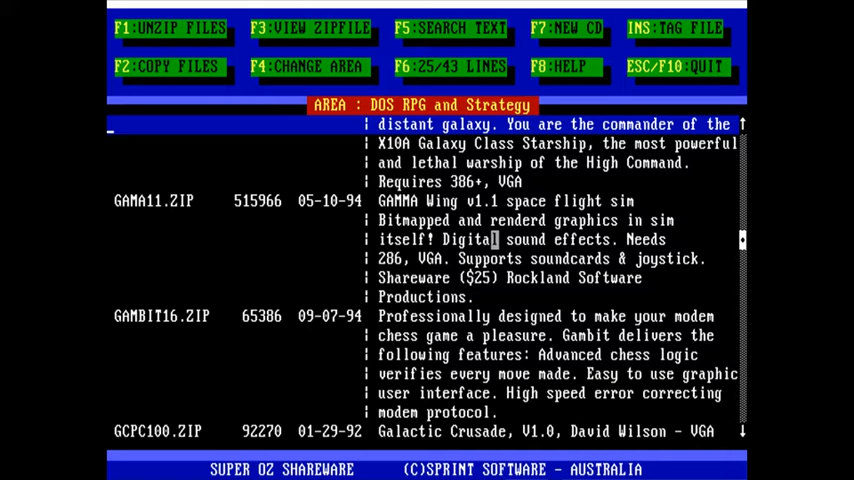 F1:UNZIP FILES F3:VIEW ZIPFILE F5:SEARCH TEXT F7:NEW CD INS:TAG FILE
F2:COPY FILES F4:CHANGE AREA F6:25/43 LINES F8:HELP ESC/F10:QUIT
AREA : DOS RPG and Strategy
¦ distant galaxy. You are the commander of the ↑
¦ X10A Galaxy Class Starship, the most powerful
¦ and lethal warship of the High Command.
¦ Requires 386+, VGA
GAMA11.ZIP 515966 05-10-94 GAMMA Wing v1.1 space flight sim
¦ Bitmapped and renderd graphics in sim
¦ itself! Digital sound effects. Needs
¦ 286, VGA. Supports soundcards & joystick.
¦ Shareware ($25) Rockland Software
¦ Productions.
GAMBIT16.ZIP 65386 09-07-94 Professionally designed to make your modem
¦ chess game a pleasure. Gambit delivers the
¦ following features: Advanced chess logic
¦ verifies every move made. Easy to use graphic
¦ user interface. High speed error correcting
¦ modem protocol.
GCPC100.ZIP 92270 01-29-92 Galactic Crusade, V1.0, David Wilson - VGA ↓
SUPER OZ SHAREWARE (C)SPRINT SOFTWARE - AUSTRALIA